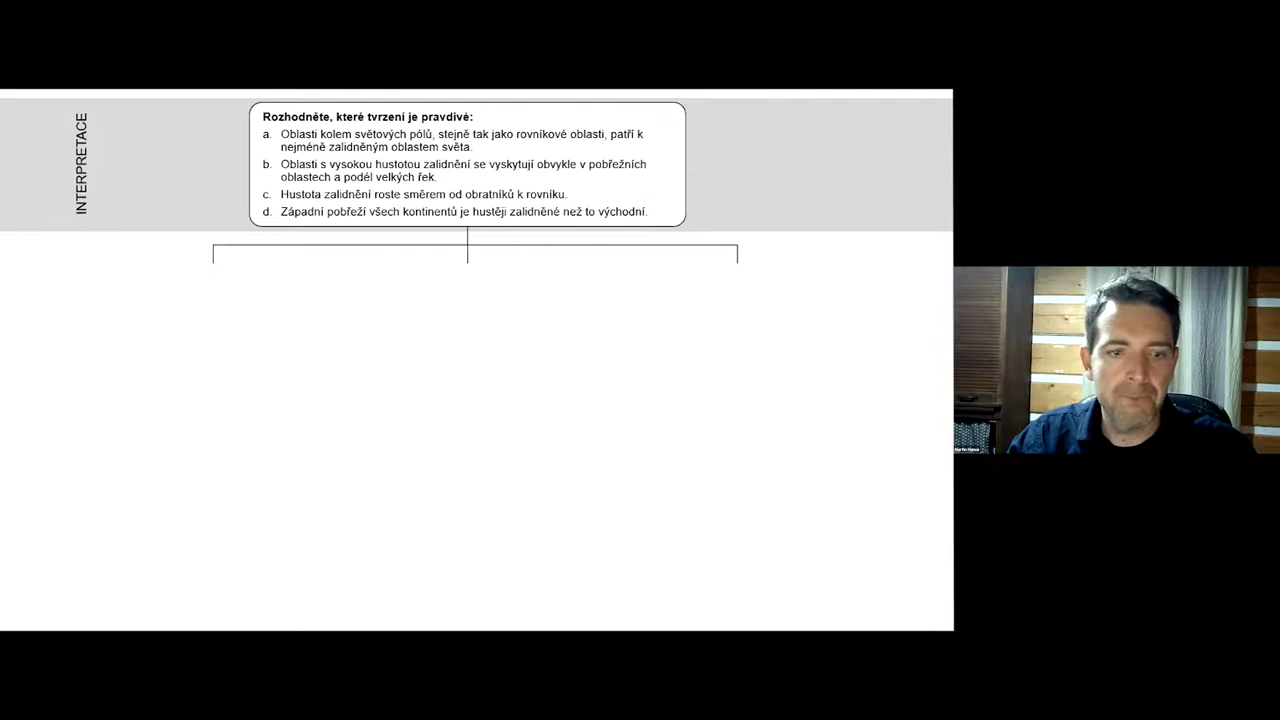 INTERPRETACE
Rozhodněte, které tvrzení je pravdivé:
a. Oblasti kolem světových pólů, stejně tak jako rovníkové oblasti, patří k
nejméně zalidněným oblastem světa.
b. Oblasti s vysokou hustotou zalidnění se vyskytují obvykle v pobřežních
oblastech a podél velkých řek.
c. Hustota zalidnění roste směrem od obratníků k rovníku.
d. Západní pobřeží všech kontinentů je hustěji zalidněné než to východní.